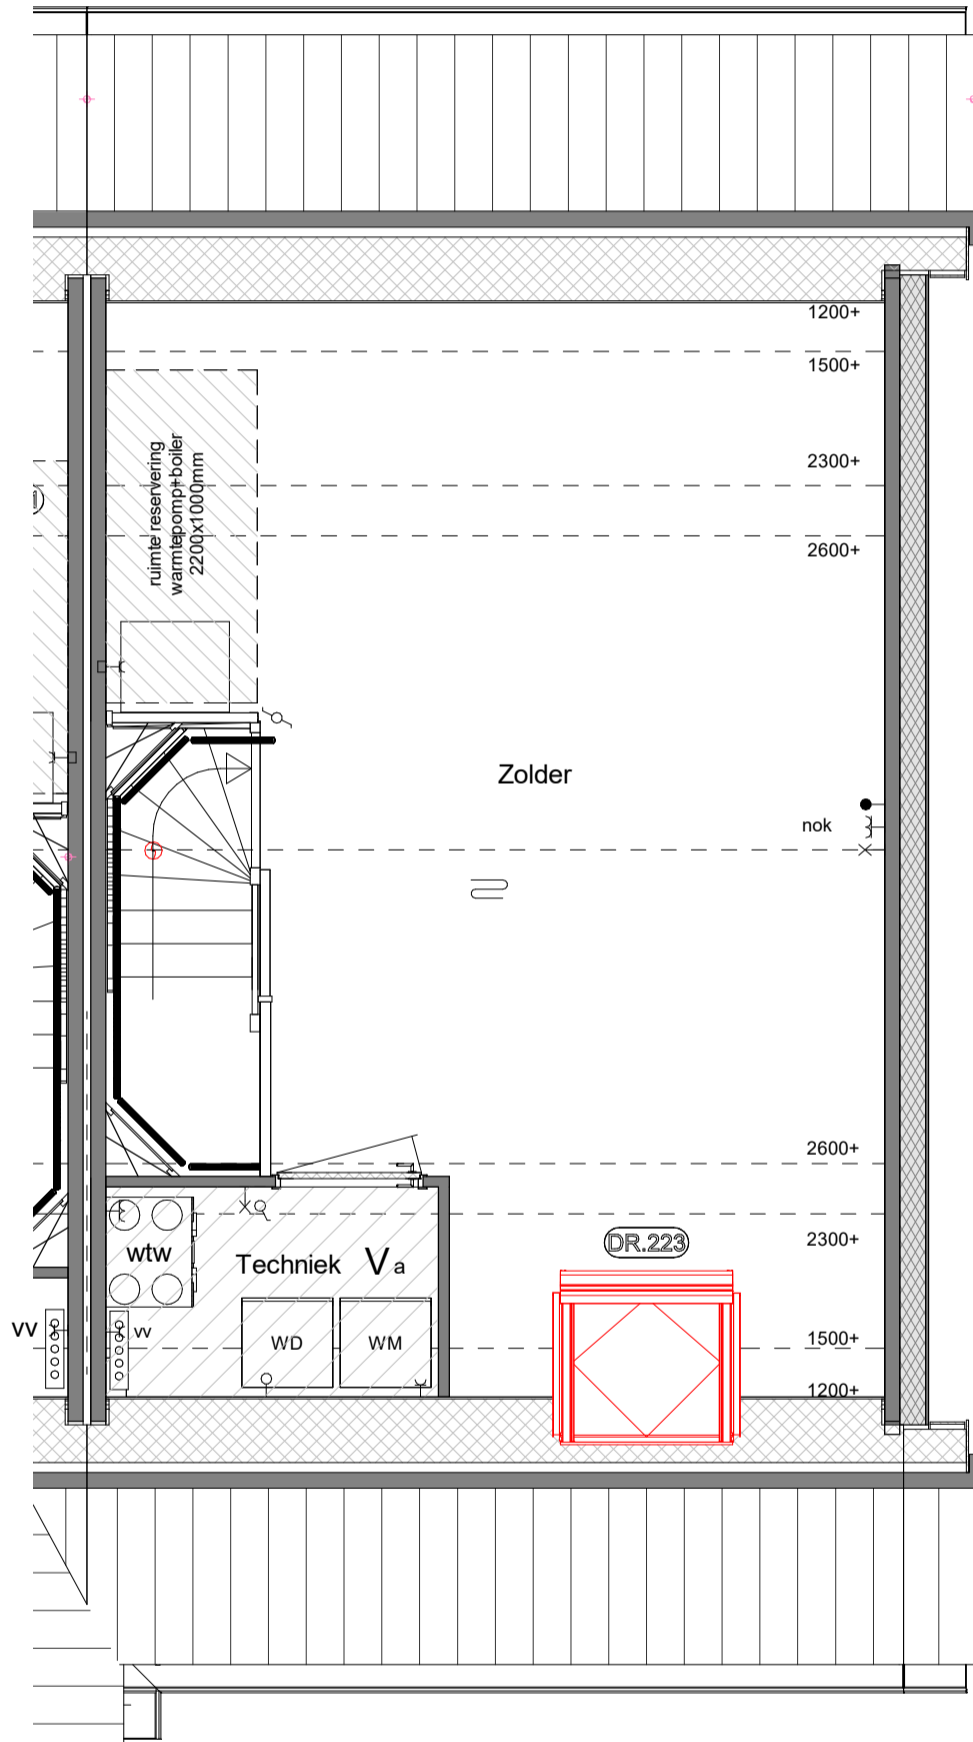 1200+
1500+
2300+
2600+
ruimte reservering
warmtepomp+boiler
2200x1000mm
Zolder
nok
2600+
2300+
DR.223
wtw
Techniek Va
vv
vv
WD
WM
1500+
1200+